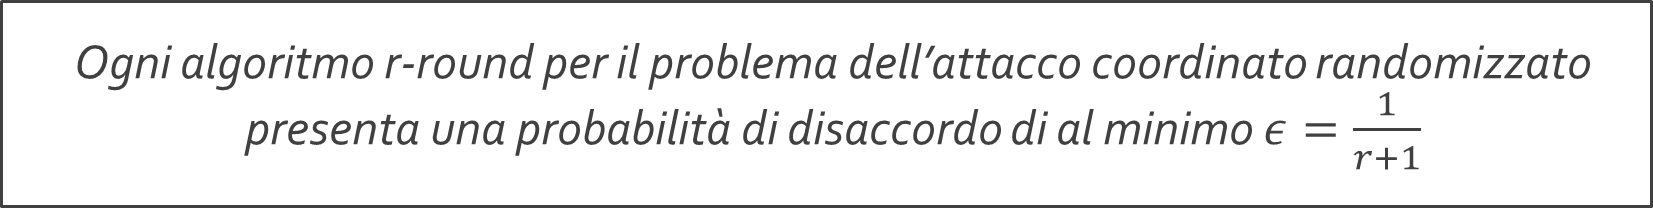 Ogni algoritmo r-round per il problema dell’attacco coordinato randomizzato
presenta una probabilità di disaccordo di al minimo ϵ = 1/(r+1)